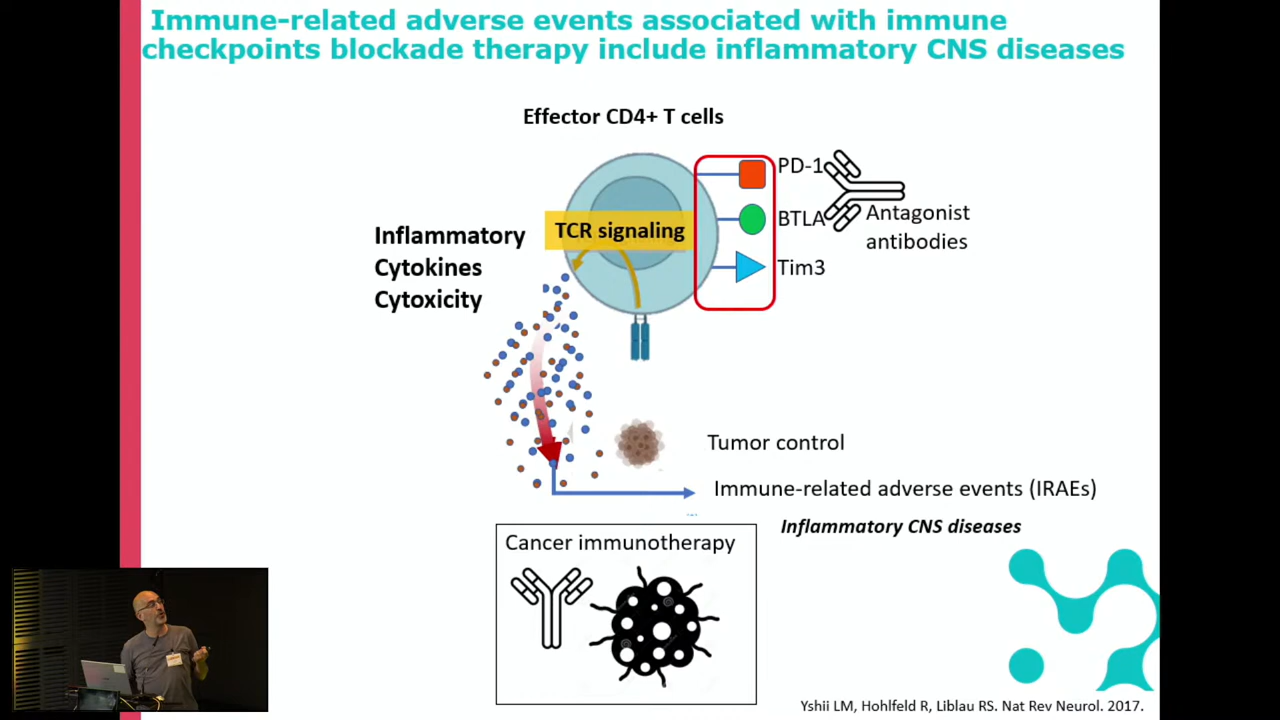 Immune-related adverse events associated with immune
checkpoints blockade therapy include inflammatory CNS diseases
Effector CD4+ T cells
PD-1
BTLA
Antagonist
antibodies
Tim3
TCR signaling
Inflammatory
Cytokines
Cytoxicity
Tumor control
Immune-related adverse events (IRAEs)
Inflammatory CNS diseases
Cancer immunotherapy
Yshii LM, Hohlfeld R, Liblau RS. Nat Rev Neurol. 2017.